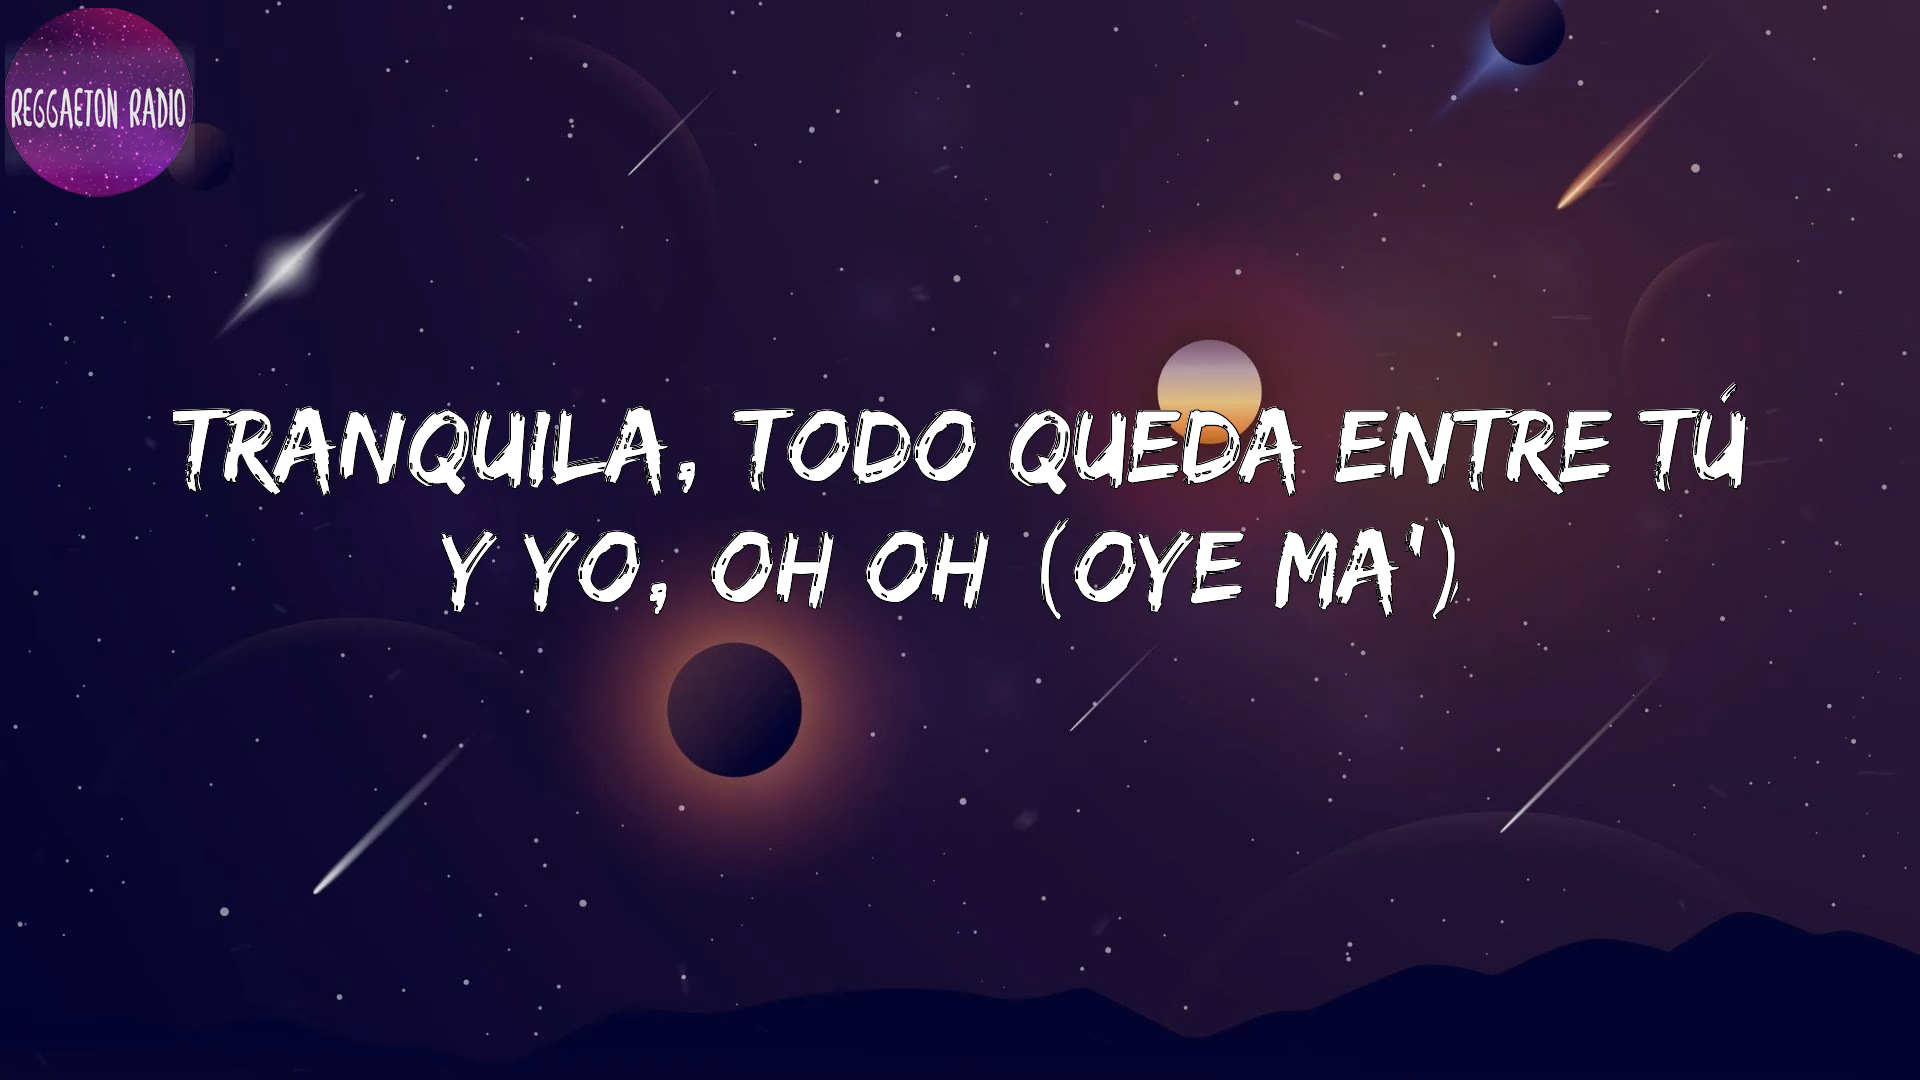 REGGAETON RADIO
TRANQUILA, TODO QUEDA ENTRE TÚ
Y YO, OH OH (OYE MA')